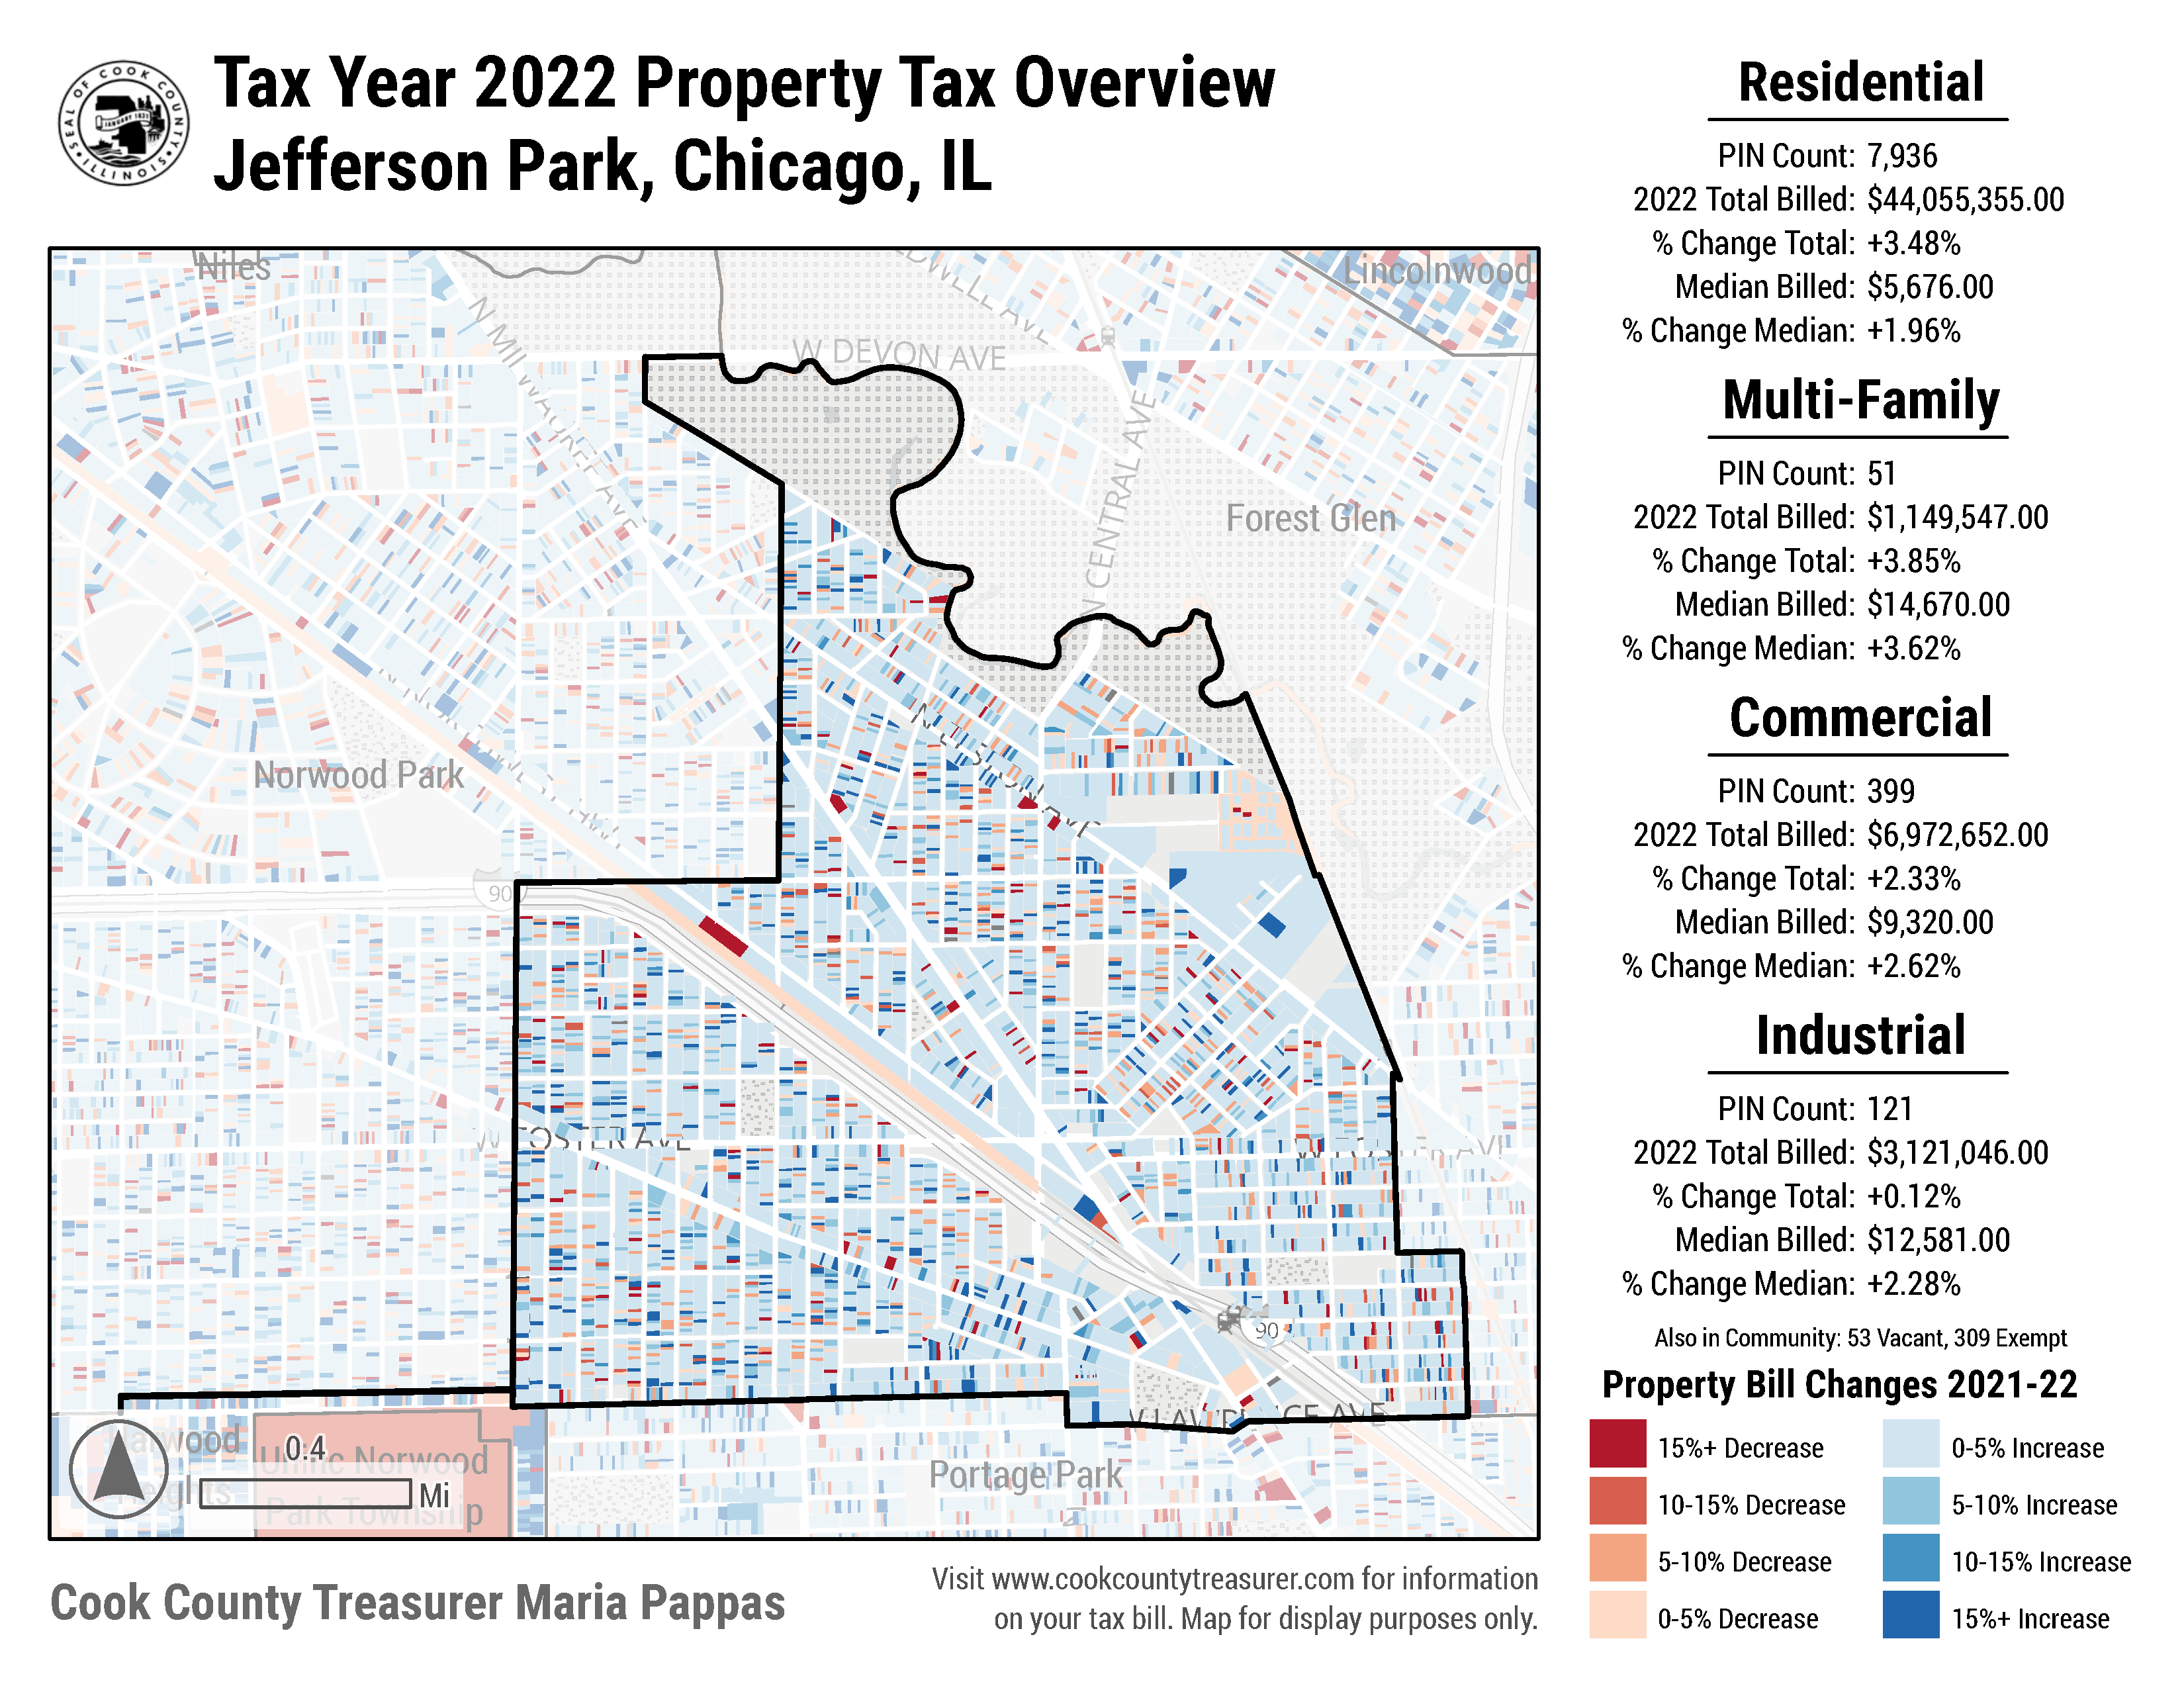 SEAL OF COOK COUNTY
JANUARY 1831
ILLINOIS
Tax Year 2022 Property Tax Overview
Jefferson Park, Chicago, IL
Niles
Lincolnwood
N MILWAUKEE AVE
W DEVON AVE
N CENTRAL AVE
Forest Glen
Norwood Park
90
W FOSTER AVE
W FOSTER AVE
90
W LAWRENCE AVE
Harwood
Heights
Norwood
Park Township
0.4
Mi
Portage Park
Cook County Treasurer Maria Pappas
Visit www.cookcountytreasurer.com for information
on your tax bill. Map for display purposes only.
Residential
PIN Count: 7,936
2022 Total Billed: $44,055,355.00
% Change Total: +3.48%
Median Billed: $5,676.00
% Change Median: +1.96%
Multi-Family
PIN Count: 51
2022 Total Billed: $1,149,547.00
% Change Total: +3.85%
Median Billed: $14,670.00
% Change Median: +3.62%
Commercial
PIN Count: 399
2022 Total Billed: $6,972,652.00
% Change Total: +2.33%
Median Billed: $9,320.00
% Change Median: +2.62%
Industrial
PIN Count: 121
2022 Total Billed: $3,121,046.00
% Change Total: +0.12%
Median Billed: $12,581.00
% Change Median: +2.28%
Also in Community: 53 Vacant, 309 Exempt
Property Bill Changes 2021-22
15%+ Decrease
10-15% Decrease
5-10% Decrease
0-5% Decrease
0-5% Increase
5-10% Increase
10-15% Increase
15%+ Increase